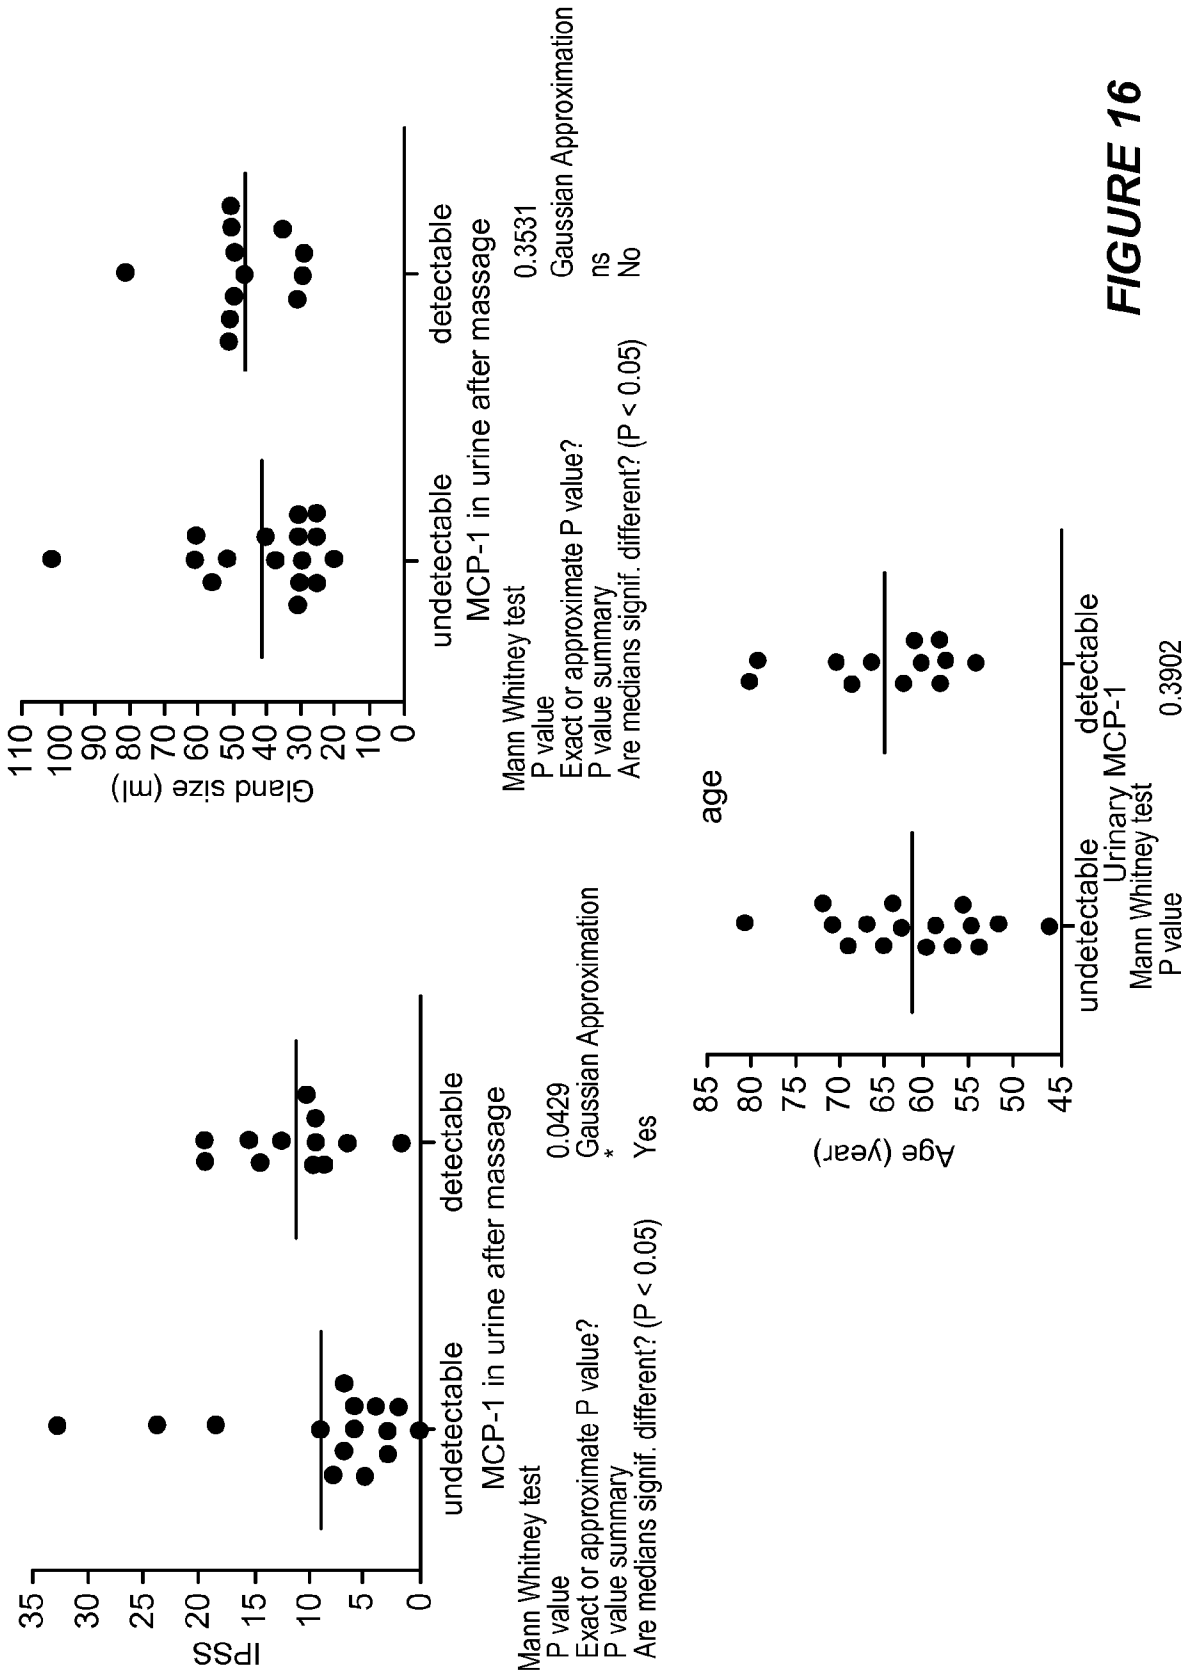 35
30
25
20
15
10
5
0
IPSS
undetectable
detectable
MCP-1 in urine after massage
Mann Whitney test
P value 0.0429
Exact or approximate P value? Gaussian Approximation
P value summary *
Are medians signif. different? (P < 0.05) Yes
110
100
90
80
70
60
50
40
30
20
10
0
Gland size (ml)
undetectable
detectable
MCP-1 in urine after massage
Mann Whitney test
P value 0.3531
Exact or approximate P value? Gaussian Approximation
P value summary ns
Are medians signif. different? (P < 0.05) No
age
85
80
75
70
65
60
55
50
45
Age (year)
undetectable
detectable
Urinary MCP-1
Mann Whitney test
P value 0.3902
FIGURE 16